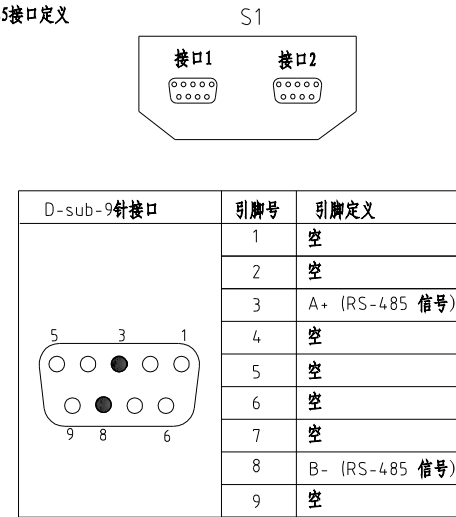 5接口定义
S1
接口1 接口2
D-sub-9针接口 引脚号 引脚定义
1 空
2 空
3 A+ (RS-485 信号)
4 空
5 空
6 空
7 空
8 B- (RS-485 信号)
9 空
5 3 1
9 8 6